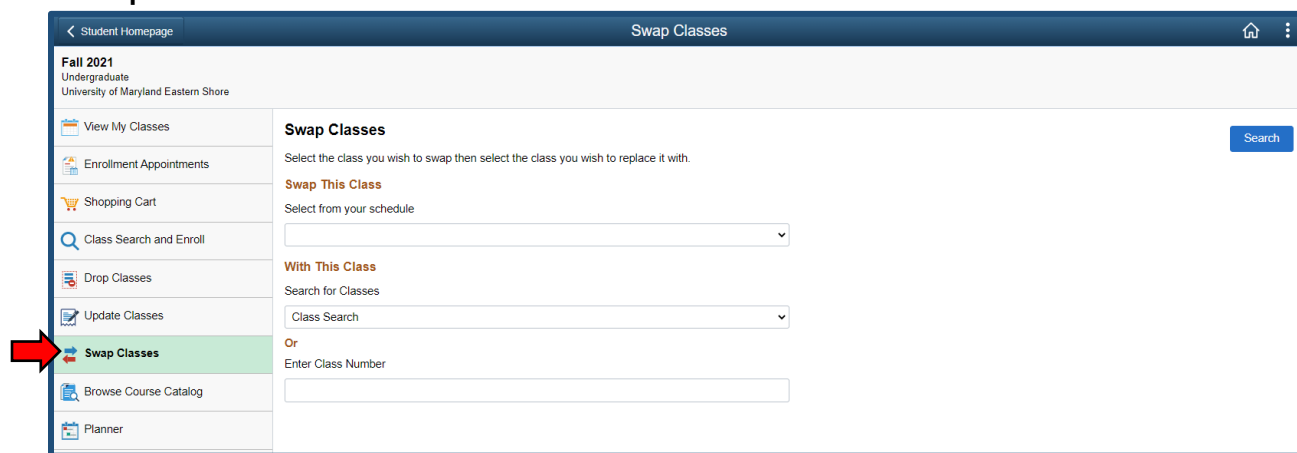 Student Homepage
Swap Classes
Fall 2021
Undergraduate
University of Maryland Eastern Shore
View My Classes
Enrollment Appointments
Shopping Cart
Class Search and Enroll
Drop Classes
Update Classes
Swap Classes
Browse Course Catalog
Planner
Swap Classes
Search
Select the class you wish to swap then select the class you wish to replace it with.
Swap This Class
Select from your schedule
With This Class
Search for Classes
Class Search
Or
Enter Class Number